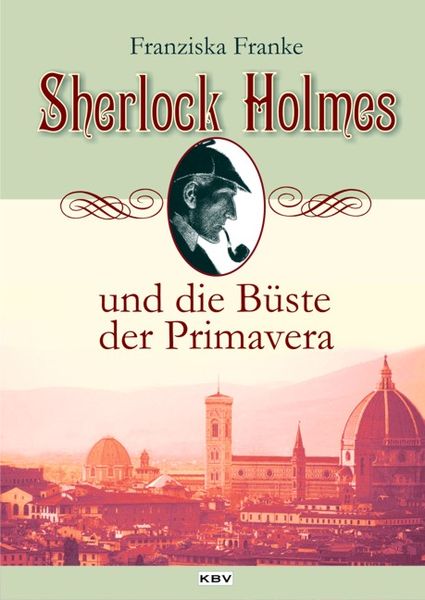 Franziska Franke
Sherlock Holmes
und die Büste
der Primavera
KBV